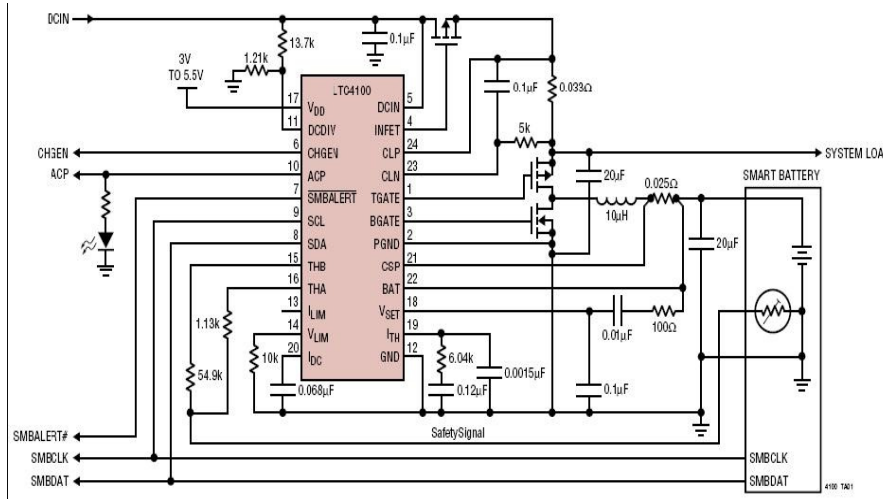 DCIN
3V
TO 5.5V
1.21k
13.7k
0.1µF
0.1µF
0.033Ω
5k
LTC4100
17 VDD DCIN 5
11 DCDIV INFET 4
6 CHGEN CLP 24
10 ACP CLN 23
7 SMBALERT TGATE 1
9 SCL BGATE 3
8 SDA PGND 2
15 THB CSP 21
16 THA BAT 22
13 ILIM VSET 18
14 VLIM ITH 19
20 IDC GND 12
CHGEN
ACP
SYSTEM LOA
20µF
0.025Ω
10µH
SMART BATTERY
20µF
1.13k
54.9k
10k
0.068µF
6.04k
0.12µF
0.0015µF
0.01µF
100Ω
0.1µF
SafetySignal
SMBALERT#
SMBCLK
SMBDAT
SMBCLK
SMBDAT
4100 TA01